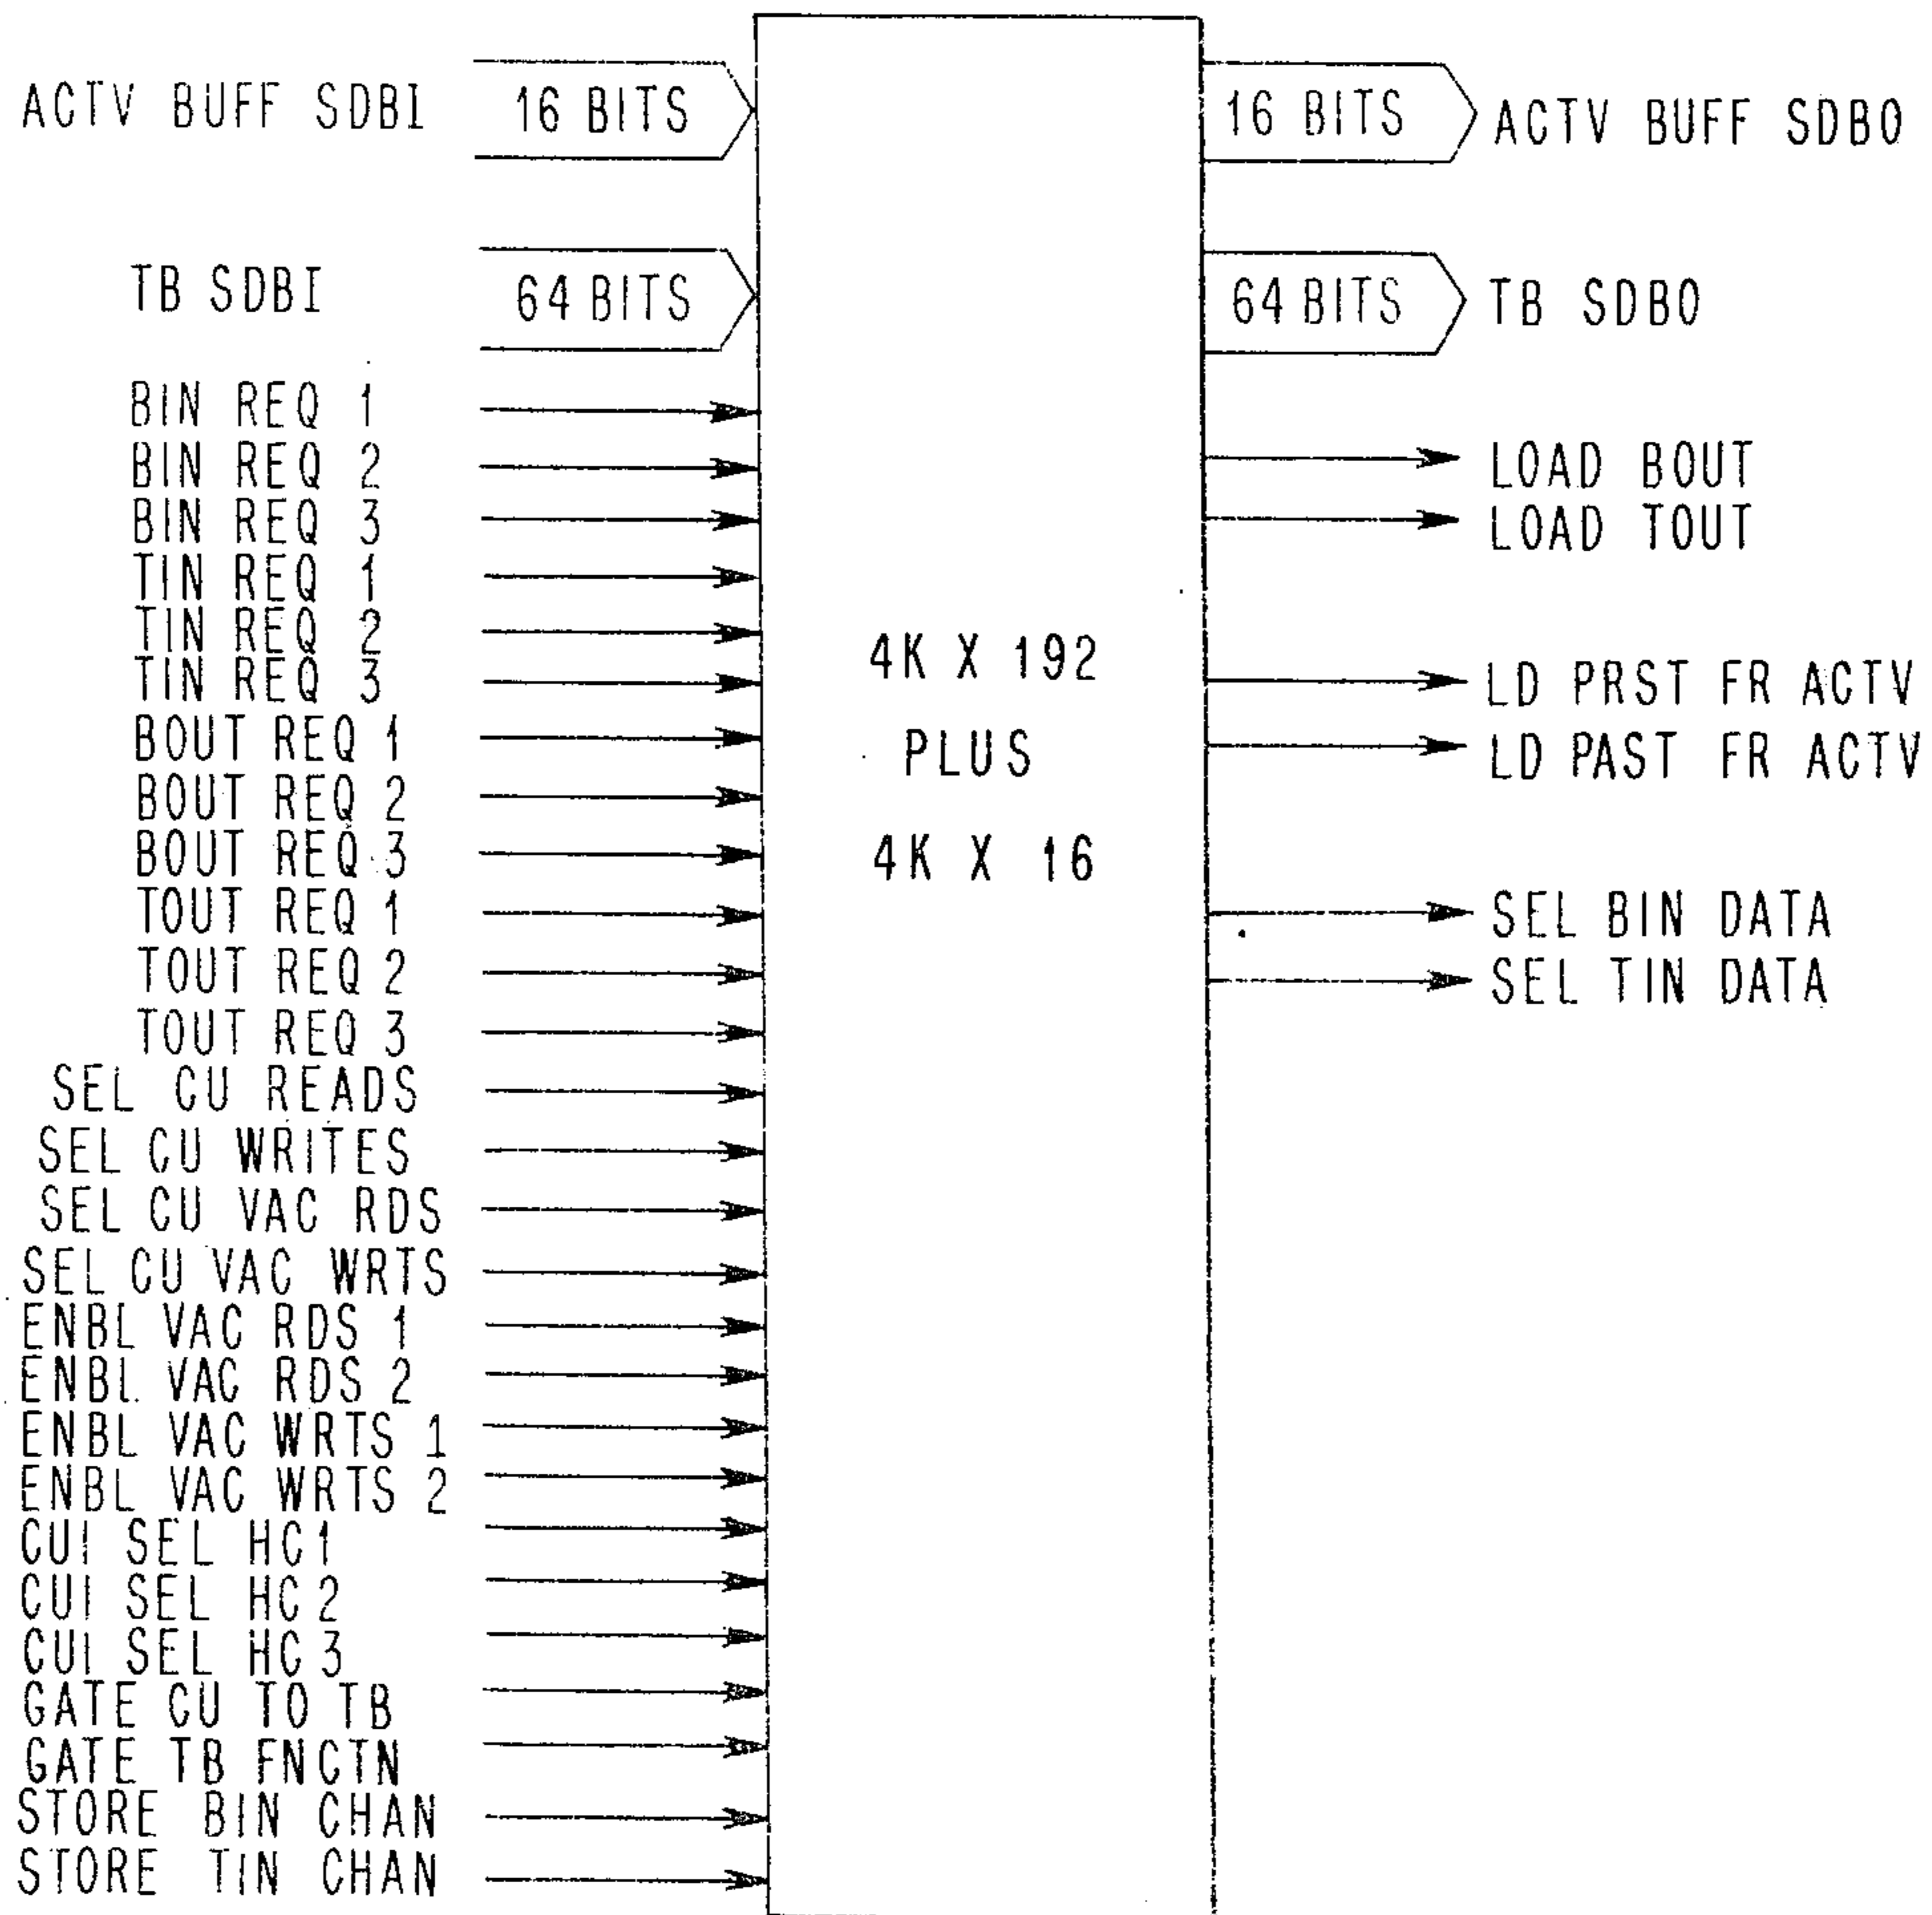 ACTV BUFF SDBI
16 BITS
16 BITS
ACTV BUFF SDBO
TB SDBI
64 BITS
64 BITS
TB SDBO
BIN REQ 1
BIN REQ 2
BIN REQ 3
TIN REQ 1
TIN REQ 2
TIN REQ 3
BOUT REQ 1
BOUT REQ 2
BOUT REQ 3
TOUT REQ 1
TOUT REQ 2
TOUT REQ 3
SEL CU READS
SEL CU WRITES
SEL CU VAC RDS
SEL CU VAC WRTS
ENBL VAC RDS 1
ENBL VAC RDS 2
ENBL VAC WRTS 1
ENBL VAC WRTS 2
CUI SEL HC1
CUI SEL HC2
CUI SEL HC3
GATE CU TO TB
GATE TB FNCTN
STORE BIN CHAN
STORE TIN CHAN
4K X 192
PLUS
4K X 16
LOAD BOUT
LOAD TOUT
LD PRST FR ACTV
LD PAST FR ACTV
SEL BIN DATA
SEL TIN DATA